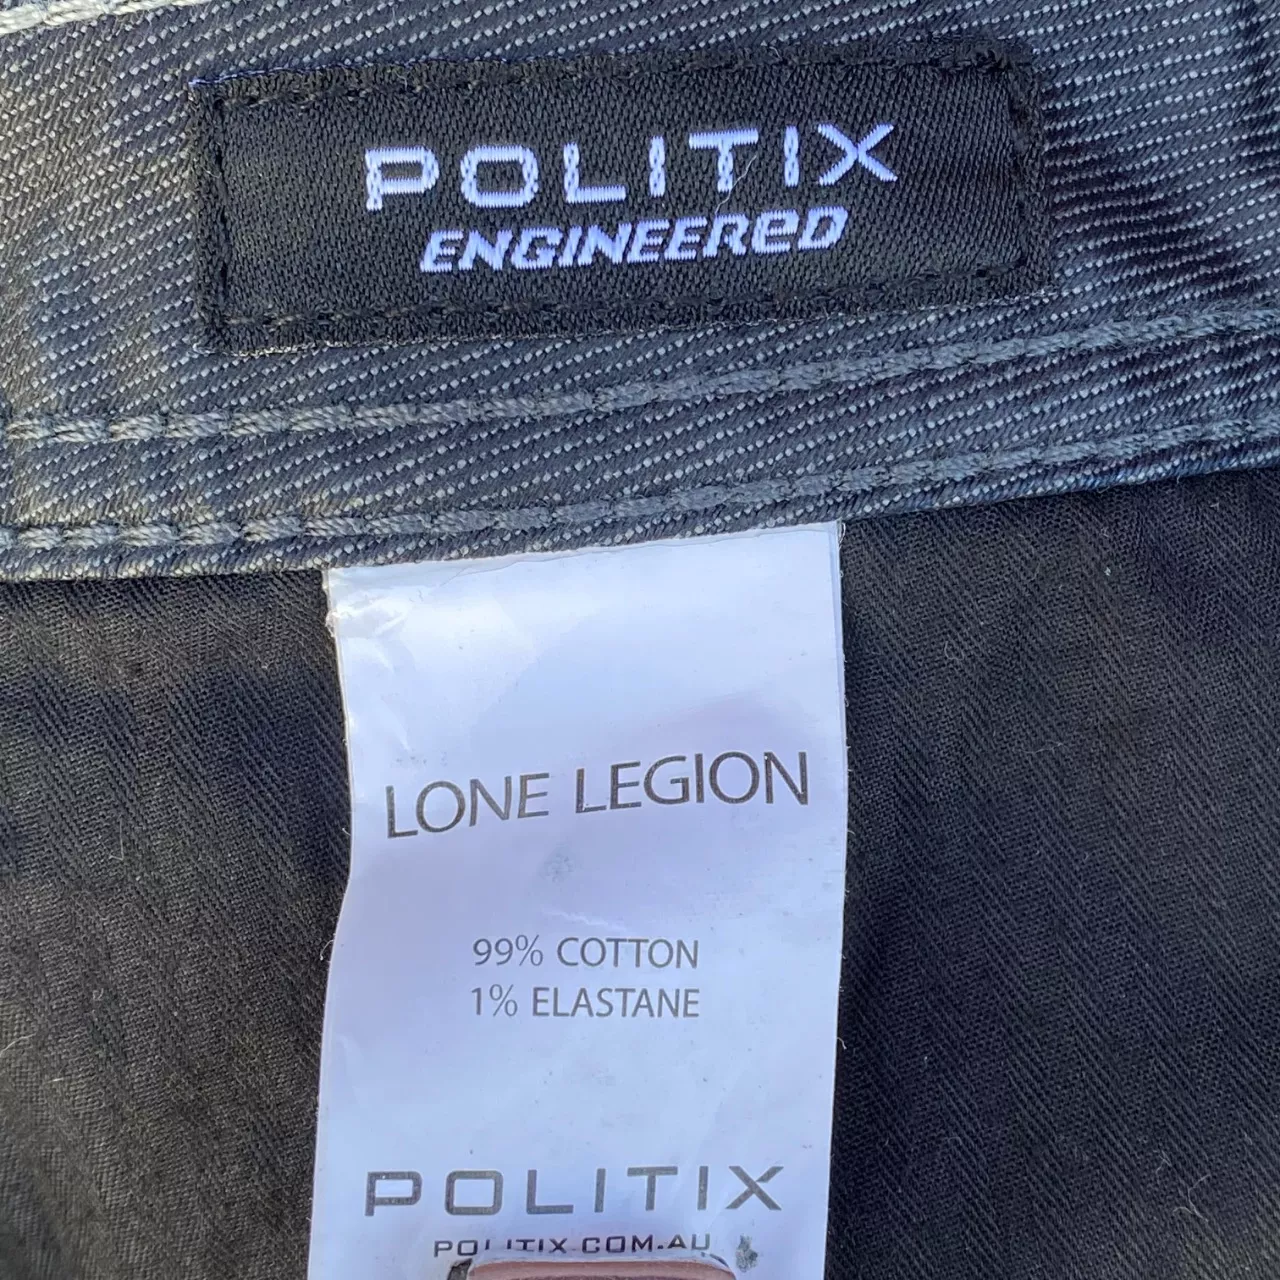 POLITIX
ENGINEERED
LONE LEGION
99% COTTON
1% ELASTANE
POLITIX
POLITIX.COM.AU